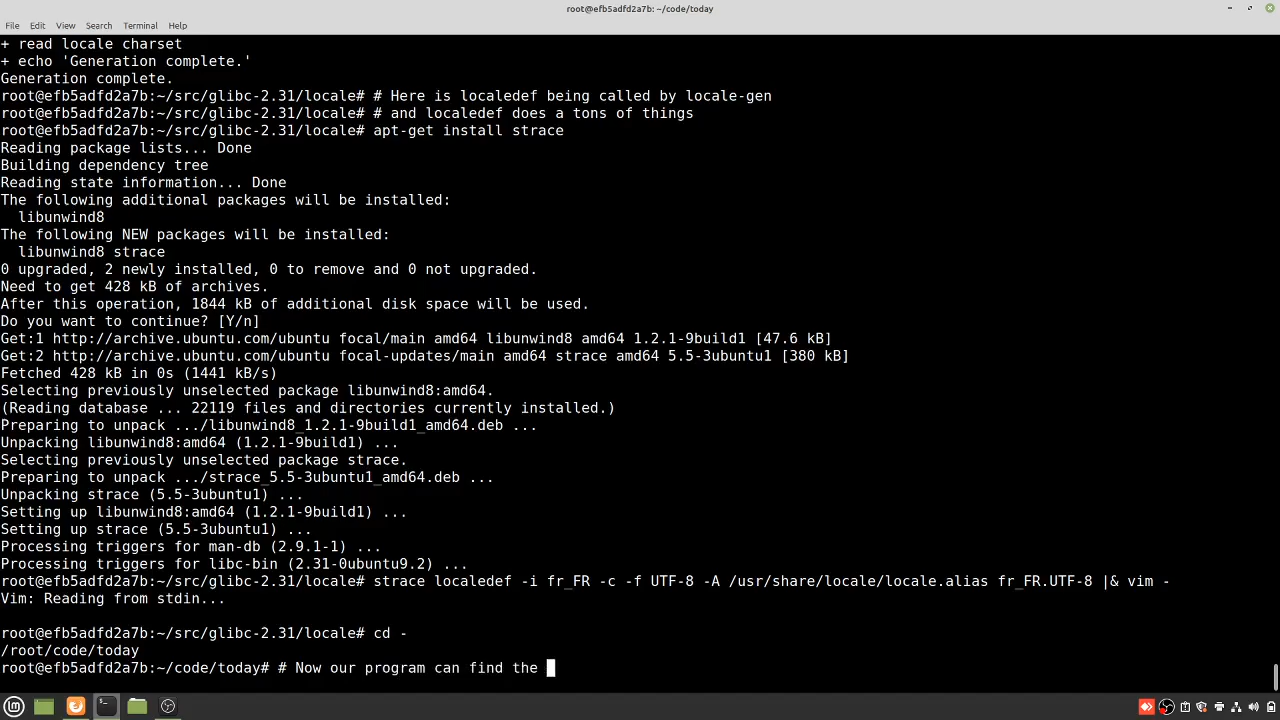 root@efb5adfd2a7b: ~/code/today
File Edit View Search Terminal Help
+ read locale charset
+ echo 'Generation complete.'
Generation complete.
root@efb5adfd2a7b:~/src/glibc-2.31/locale# # Here is localedef being called by locale-gen
root@efb5adfd2a7b:~/src/glibc-2.31/locale# # and localedef does a tons of things
root@efb5adfd2a7b:~/src/glibc-2.31/locale# apt-get install strace
Reading package lists... Done
Building dependency tree
Reading state information... Done
The following additional packages will be installed:
  libunwind8
The following NEW packages will be installed:
  libunwind8 strace
0 upgraded, 2 newly installed, 0 to remove and 0 not upgraded.
Need to get 428 kB of archives.
After this operation, 1844 kB of additional disk space will be used.
Do you want to continue? [Y/n]
Get:1 http://archive.ubuntu.com/ubuntu focal/main amd64 libunwind8 amd64 1.2.1-9build1 [47.6 kB]
Get:2 http://archive.ubuntu.com/ubuntu focal-updates/main amd64 strace amd64 5.5-3ubuntu1 [380 kB]
Fetched 428 kB in 0s (1441 kB/s)
Selecting previously unselected package libunwind8:amd64.
(Reading database ... 22119 files and directories currently installed.)
Preparing to unpack .../libunwind8_1.2.1-9build1_amd64.deb ...
Unpacking libunwind8:amd64 (1.2.1-9build1) ...
Selecting previously unselected package strace.
Preparing to unpack .../strace_5.5-3ubuntu1_amd64.deb ...
Unpacking strace (5.5-3ubuntu1) ...
Setting up libunwind8:amd64 (1.2.1-9build1) ...
Setting up strace (5.5-3ubuntu1) ...
Processing triggers for man-db (2.9.1-1) ...
Processing triggers for libc-bin (2.31-0ubuntu9.2) ...
root@efb5adfd2a7b:~/src/glibc-2.31/locale# strace localedef -i fr_FR -c -f UTF-8 -A /usr/share/locale/locale.alias fr_FR.UTF-8 |& vim -
Vim: Reading from stdin...
root@efb5adfd2a7b:~/src/glibc-2.31/locale# cd -
/root/code/today
root@efb5adfd2a7b:~/code/today# # Now our program can find the